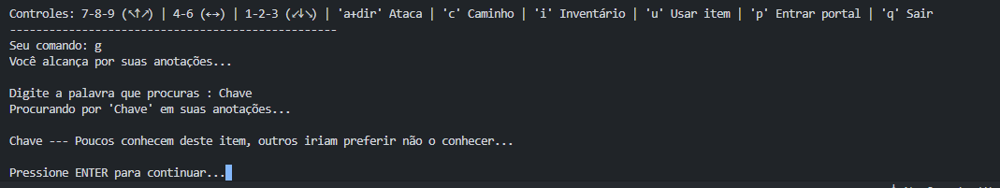 Controles: 7-8-9 (↖↑↗) | 4-6 (←→) | 1-2-3 (↙↓↘) | 'a+dir' Ataca | 'c' Caminho | 'i' Inventário | 'u' Usar item | 'p' Entrar portal | 'q' Sair
--------------------------------------------------
Seu comando: g
Você alcança por suas anotações...
Digite a palavra que procuras : Chave
Procurando por 'Chave' em suas anotações...
Chave --- Poucos conhecem deste item, outros iriam preferir não o conhecer...
Pressione ENTER para continuar...